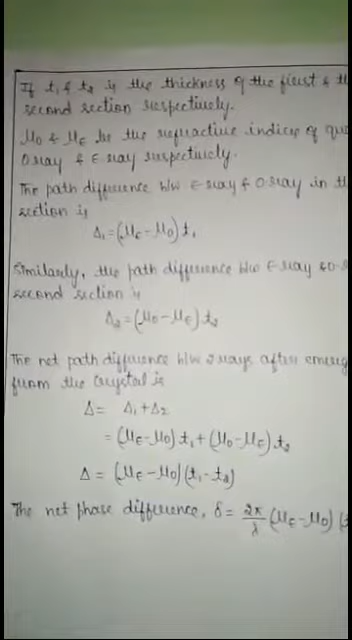 If t₁ & t₂ is the thickness of the first & the
second section respectively.
μ₀ & μE be the refractive indices of
O ray & E ray respectively.
The path difference b/w E-ray & O-ray in
section is
Δ₁=(μE-μ₀)t₁
Similarly, the path difference b/w E-ray &
second section is
Δ₂=(μ₀-μE)t₂
The net path difference b/w 2 rays after
from the crystal is
Δ = Δ₁+Δ₂
=(μE-μ₀)t₁+(μ₀-μE)t₂
Δ = (μE-μ₀)(t₁-t₂)
The net phase difference, δ = 2π/λ (μE-μ₀)